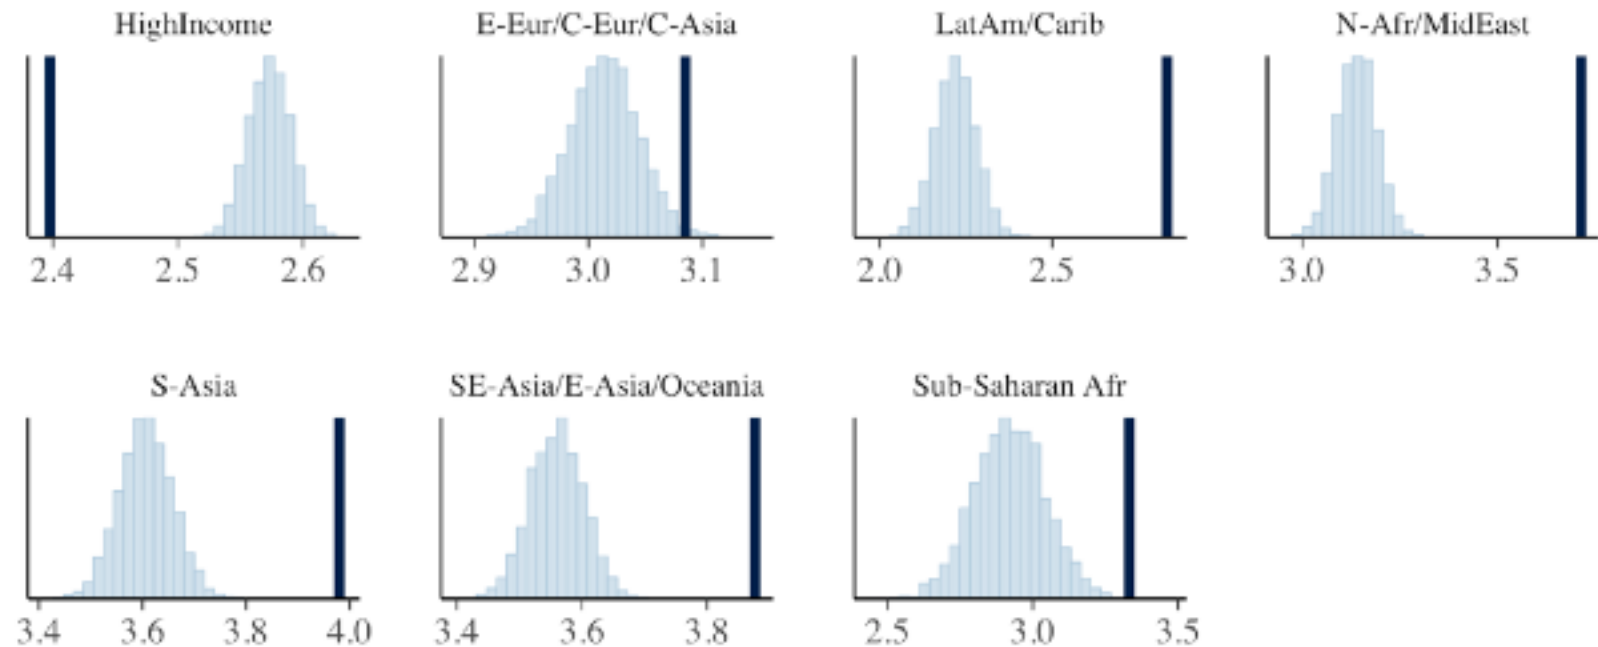 HighIncome
E-Eur/C-Eur/C-Asia
LatAm/Carib
N-Afr/MidEast
2.4 2.5 2.6
2.9 3.0 3.1
2.0 2.5
3.0 3.5
S-Asia
SE-Asia/E-Asia/Oceania
Sub-Saharan Afr
3.4 3.6 3.8 4.0
3.4 3.6 3.8
2.5 3.0 3.5